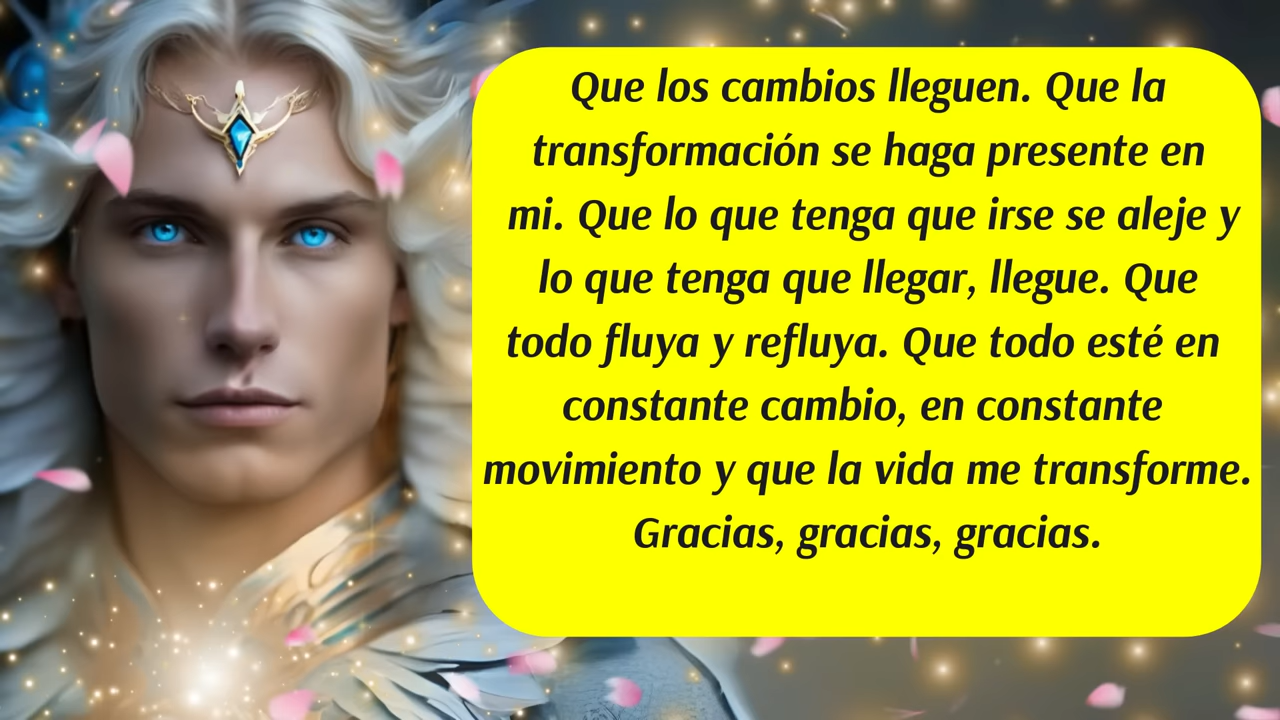 Que los cambios lleguen. Que la
transformación se haga presente en
mi. Que lo que tenga que irse se aleje y
lo que tenga que llegar, llegue. Que
todo fluya y refluya. Que todo esté en
constante cambio, en constante
movimiento y que la vida me transforme.
Gracias, gracias, gracias.